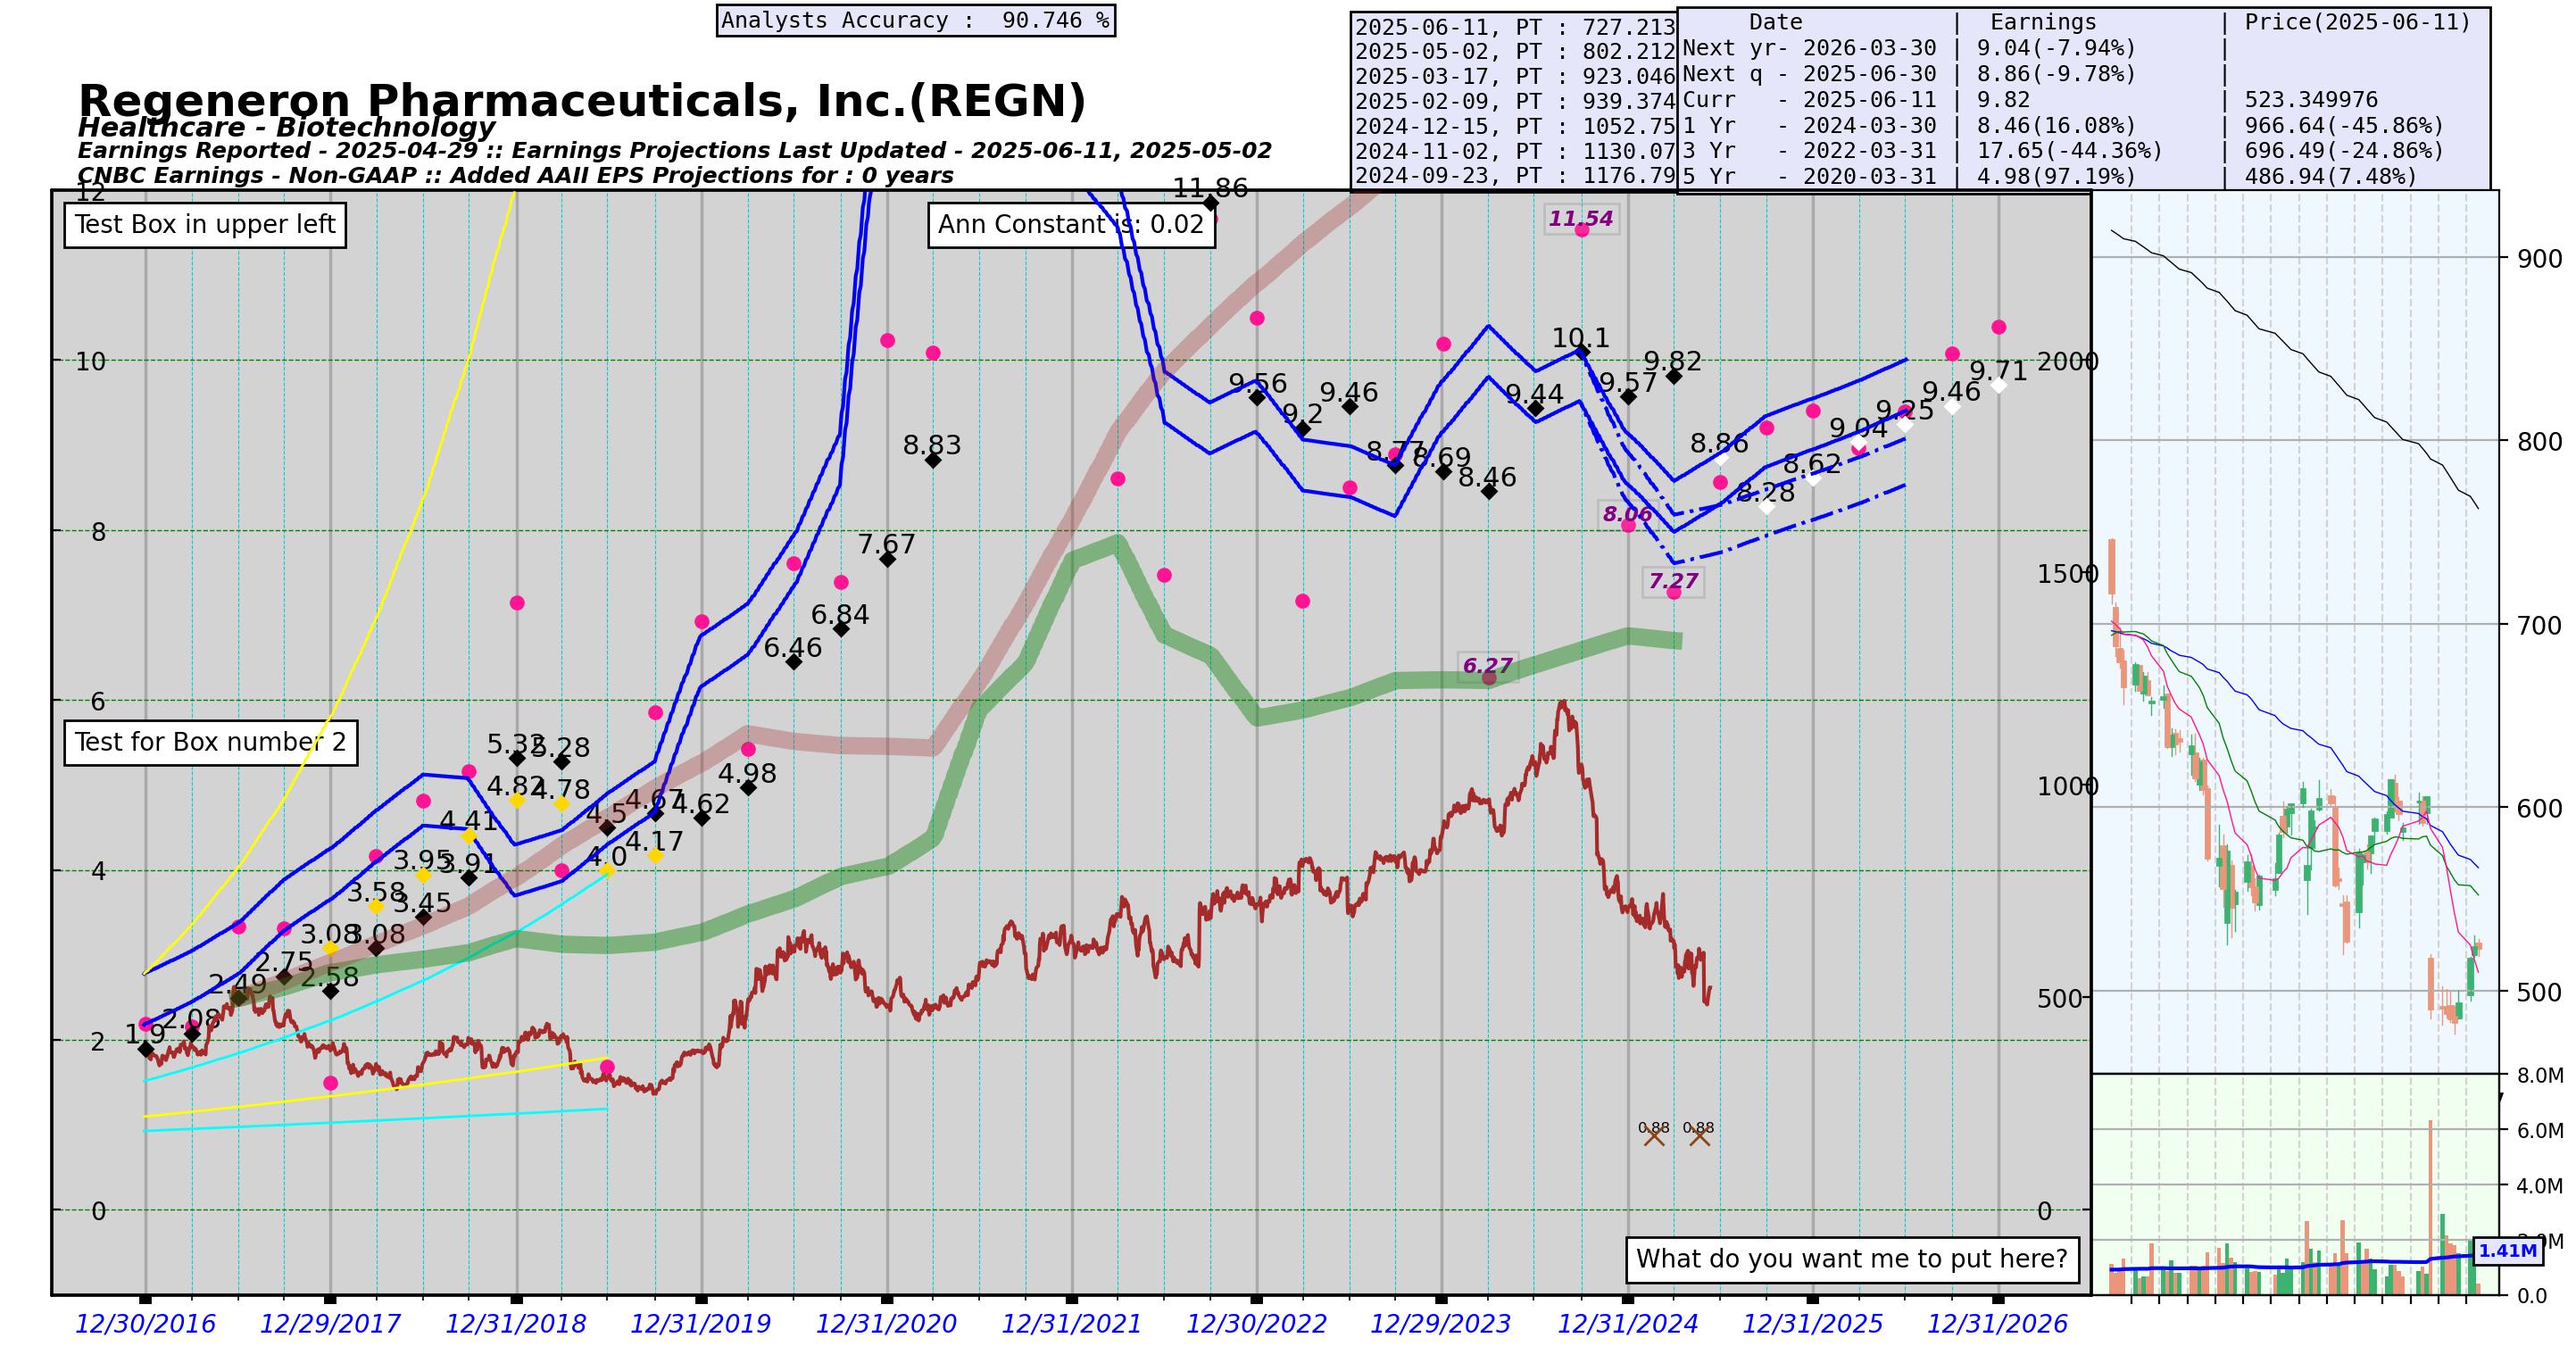 Analysts Accuracy :  90.746 %
2025-06-11, PT : 727.213
2025-05-02, PT : 802.212
2025-03-17, PT : 923.046
2025-02-09, PT : 939.374
2024-12-15, PT : 1052.75
2024-11-02, PT : 1130.07
2024-09-23, PT : 1176.79
Date | Earnings | Price(2025-06-11)
Next yr- 2026-03-30 | 9.04(-7.94%) |
Next q - 2025-06-30 | 8.86(-9.78%) |
Curr - 2025-06-11 | 9.82 | 523.349976
1 Yr - 2024-03-30 | 8.46(16.08%) | 966.64(-45.86%)
3 Yr - 2022-03-31 | 17.65(-44.36%) | 696.49(-24.86%)
5 Yr - 2020-03-31 | 4.98(97.19%) | 486.94(7.48%)
Regeneron Pharmaceuticals, Inc.(REGN)
Healthcare - Biotechnology
Earnings Reported - 2025-04-29 :: Earnings Projections Last Updated - 2025-06-11, 2025-05-02
CNBC Earnings - Non-GAAP :: Added AAII EPS Projections for : 0 years
Test Box in upper left
Ann Constant is: 0.02
Test for Box number 2
What do you want me to put here?
12
10
8
6
4
2
0
1.9
2.08
2.49
2.75
3.08
2.58
3.58
3.08
3.95
3.45
4.41
3.91
5.32
4.82
5.28
4.78
4.5
4.0
4.67
4.17
4.62
4.98
6.46
6.84
7.67
8.83
11.86
9.56
9.2
9.46
8.77
8.69
8.46
6.27
9.44
10.1
11.54
9.57
8.06
9.82
7.27
8.86
8.28
8.62
9.04
9.25
9.46
9.71
0.88
0.88
2000
1500
1000
500
0
900
800
700
600
500
8.0M
6.0M
4.0M
1.41M
0.0
12/30/2016
12/29/2017
12/31/2018
12/31/2019
12/31/2020
12/31/2021
12/30/2022
12/29/2023
12/31/2024
12/31/2025
12/31/2026